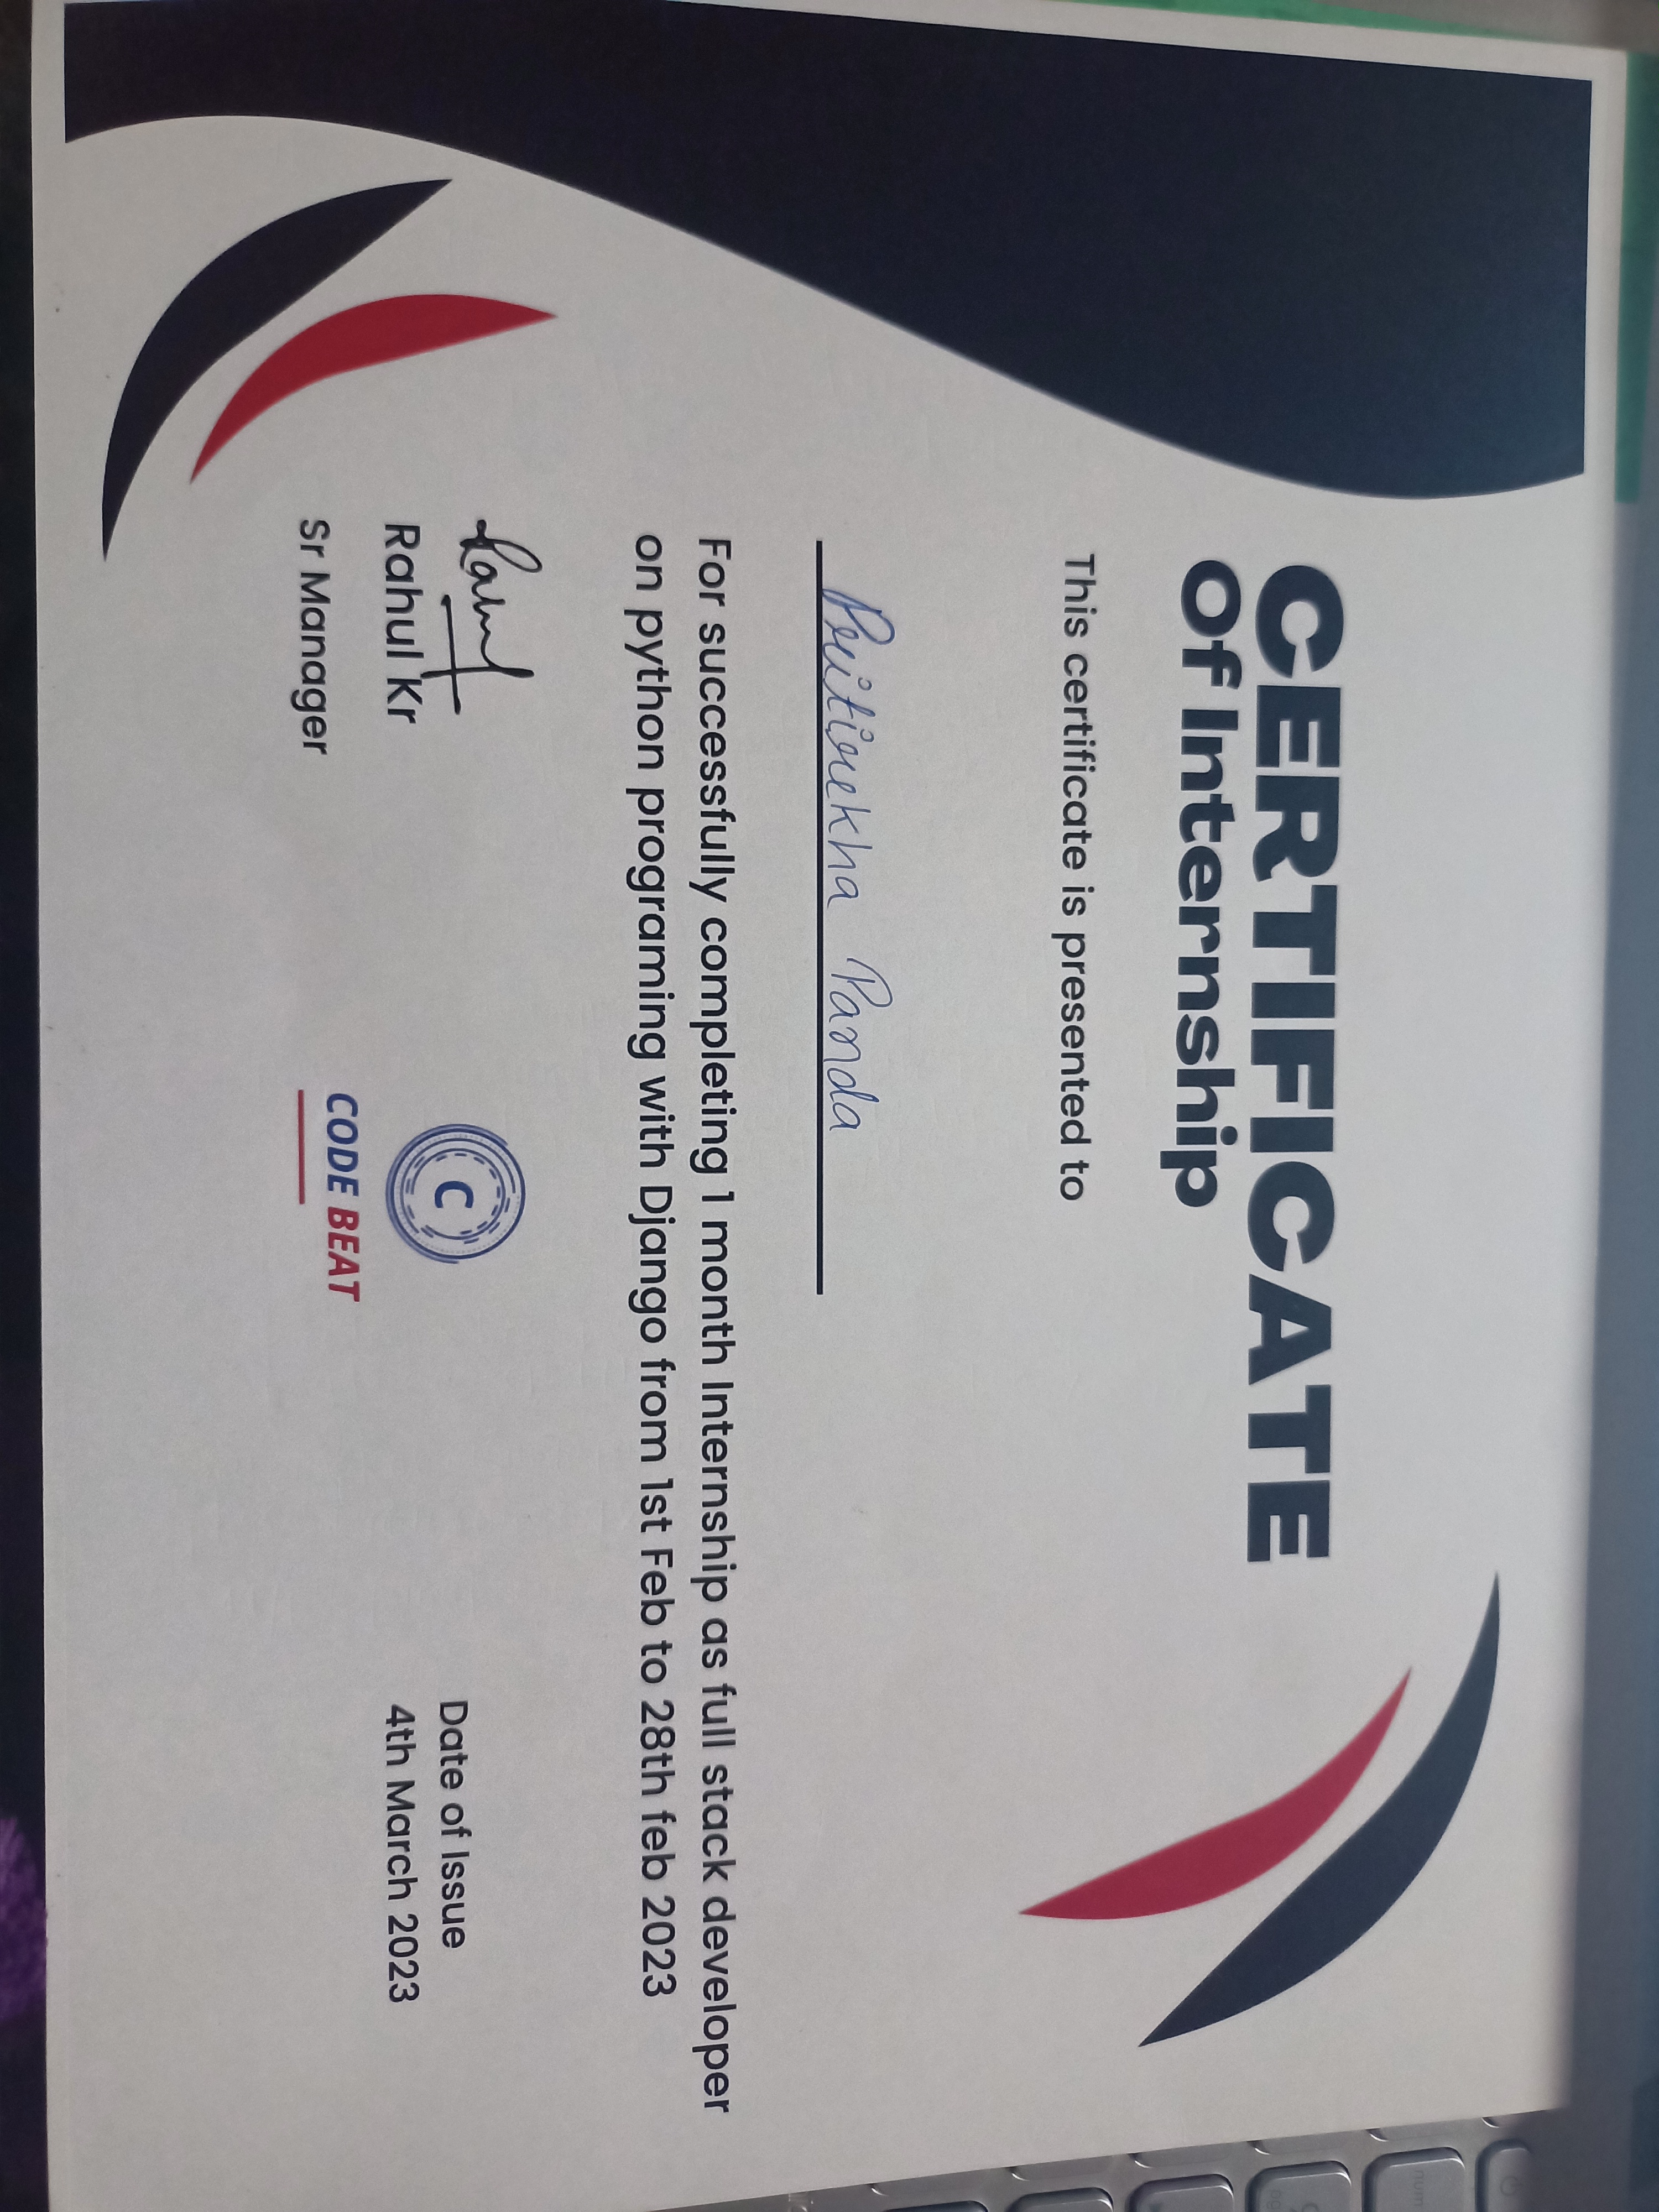 CERTIFICATE
Of Internship
This certificate is presented to
Pritirekha Panda
For successfully completing 1 month Internship as full stack developer
on python programing with Django from 1st Feb to 28th feb 2023
Rahul Kr
Sr Manager
C
CODE BEAT
Date of Issue
4th March 2023
num